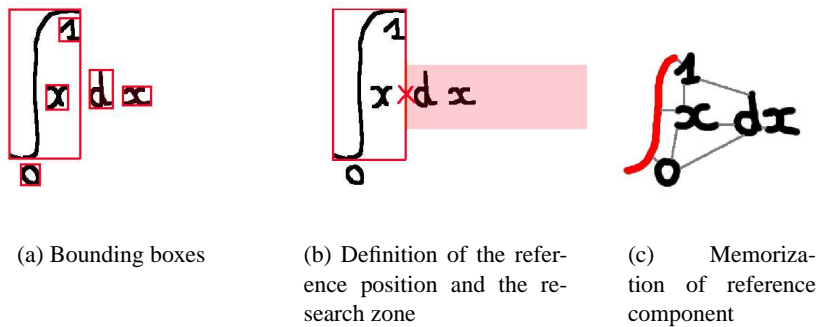 ∫ 1
x d x
0
∫ 1
x d x
0
∫ 1
x dx
0
(a) Bounding boxes
(b) Definition of the refer-
ence position and the re-
search zone
(c) Memoriza-
tion of reference
component